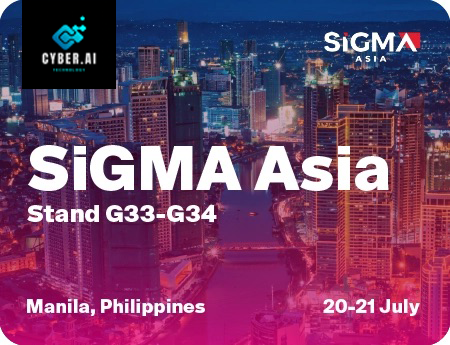 CYBER.AI
TECHNOLOGY
SiGMA
ASIA
SiGMA Asia
Stand G33-G34
Manila, Philippines
20-21 July